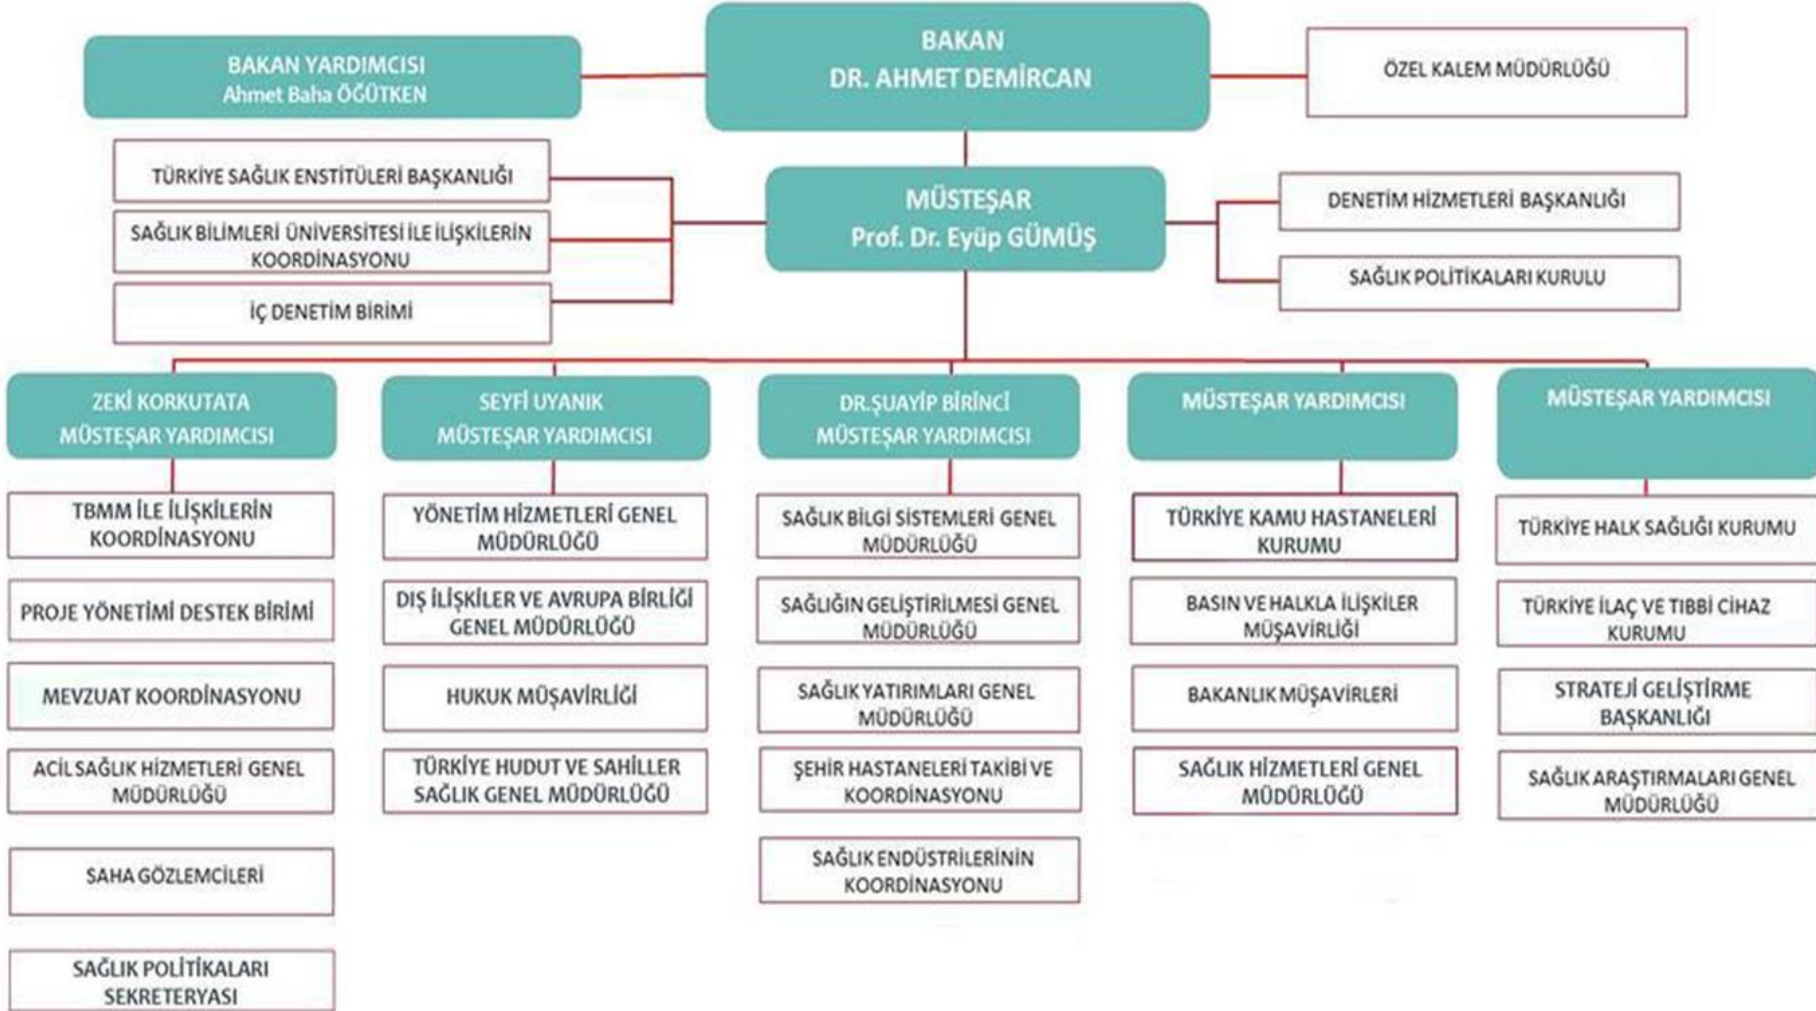 BAKAN
DR. AHMET DEMİRCAN
BAKAN YARDIMCISI
Ahmet Baha ÖĞÜTKEN
ÖZEL KALEM MÜDÜRLÜĞÜ
TÜRKİYE SAĞLIK ENSTİTÜLERİ BAŞKANLIĞI
SAĞLIK BİLİMLERİ ÜNİVERSİTESİ İLE İLİŞKİLERİN
KOORDİNASYONU
İÇ DENETİM BİRİMİ
MÜSTEŞAR
Prof. Dr. Eyüp GÜMÜŞ
DENETİM HİZMETLERİ BAŞKANLIĞI
SAĞLIK POLİTİKALARI KURULU
ZEKİ KORKUTATA
MÜSTEŞAR YARDIMCISI
TBMM İLE İLİŞKİLERİN
KOORDİNASYONU
PROJE YÖNETİMİ DESTEK BİRİMİ
MEVZUAT KOORDİNASYONU
ACİL SAĞLIK HİZMETLERİ GENEL
MÜDÜRLÜĞÜ
SAHA GÖZLEMCİLERİ
SAĞLIK POLİTİKALARI
SEKRETERYASI
SEYFİ UYANIK
MÜSTEŞAR YARDIMCISI
YÖNETİM HİZMETLERİ GENEL
MÜDÜRLÜĞÜ
DIŞ İLİŞKİLER VE AVRUPA BİRLİĞİ
GENEL MÜDÜRLÜĞÜ
HUKUK MÜŞAVİRLİĞİ
TÜRKİYE HUDUT VE SAHİLLER
SAĞLIK GENEL MÜDÜRLÜĞÜ
DR.ŞUAYİP BİRİNCİ
MÜSTEŞAR YARDIMCISI
SAĞLIK BİLGİ SİSTEMLERİ GENEL
MÜDÜRLÜĞÜ
SAĞLIĞIN GELİŞTİRİLMESİ GENEL
MÜDÜRLÜĞÜ
SAĞLIK YATIRIMLARI GENEL
MÜDÜRLÜĞÜ
ŞEHİR HASTANELERİ TAKİBİ VE
KOORDİNASYONU
SAĞLIK ENDÜSTRİLERİNİN
KOORDİNASYONU
MÜSTEŞAR YARDIMCISI
TÜRKİYE KAMU HASTANELERİ
KURUMU
BASIN VE HALKLA İLİŞKİLER
MÜŞAVİRLİĞİ
BAKANLIK MÜŞAVİRLERİ
SAĞLIK HİZMETLERİ GENEL
MÜDÜRLÜĞÜ
MÜSTEŞAR YARDIMCISI
TÜRKİYE HALK SAĞLIĞI KURUMU
TÜRKİYE İLAÇ VE TIBBİ CİHAZ
KURUMU
STRATEJİ GELİŞTİRME
BAŞKANLIĞI
SAĞLIK ARAŞTIRMALARI GENEL
MÜDÜRLÜĞÜ